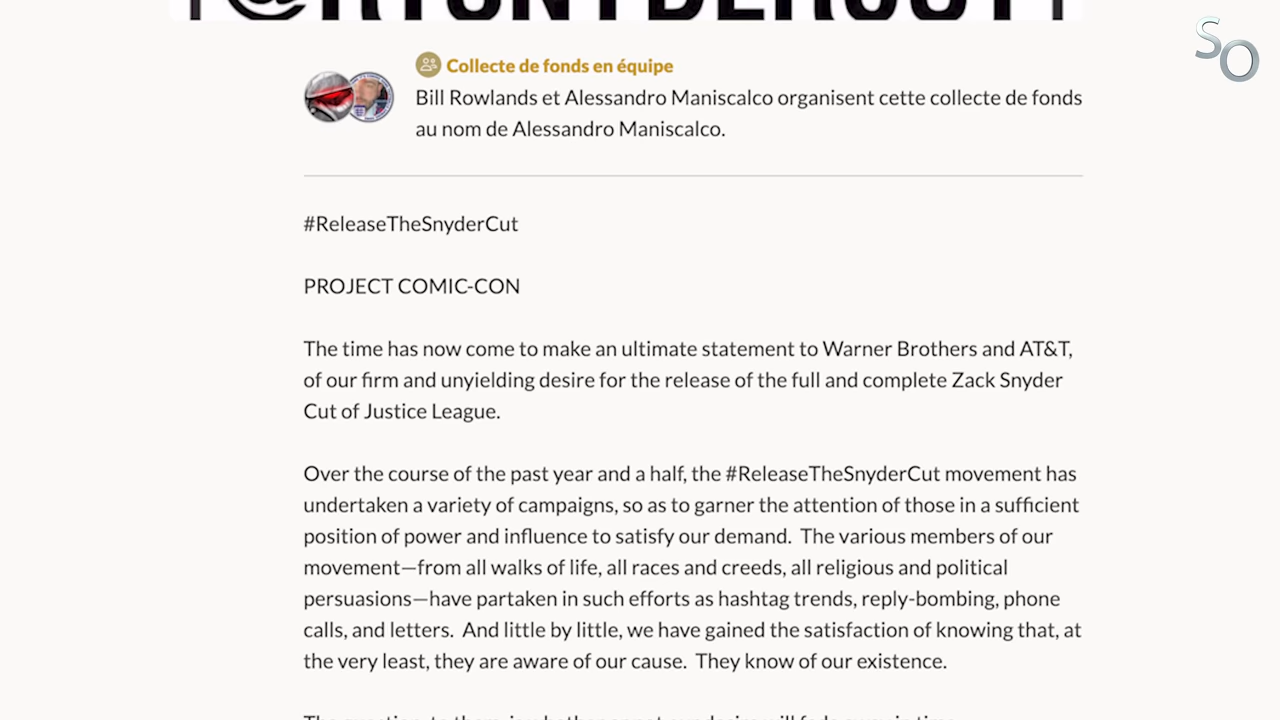 SO
Collecte de fonds en équipe
Bill Rowlands et Alessandro Maniscalco organisent cette collecte de fonds
au nom de Alessandro Maniscalco.
#ReleaseTheSnyderCut
PROJECT COMIC-CON
The time has now come to make an ultimate statement to Warner Brothers and AT&T,
of our firm and unyielding desire for the release of the full and complete Zack Snyder
Cut of Justice League.
Over the course of the past year and a half, the #ReleaseTheSnyderCut movement has
undertaken a variety of campaigns, so as to garner the attention of those in a sufficient
position of power and influence to satisfy our demand.  The various members of our
movement—from all walks of life, all races and creeds, all religious and political
persuasions—have partaken in such efforts as hashtag trends, reply-bombing, phone
calls, and letters.  And little by little, we have gained the satisfaction of knowing that, at
the very least, they are aware of our cause.  They know of our existence.